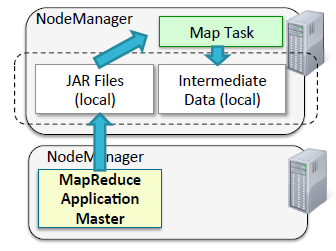 NodeManager
Map Task
JAR Files
(local)
Intermediate
Data (local)
NodeManager
MapReduce
Application
Master